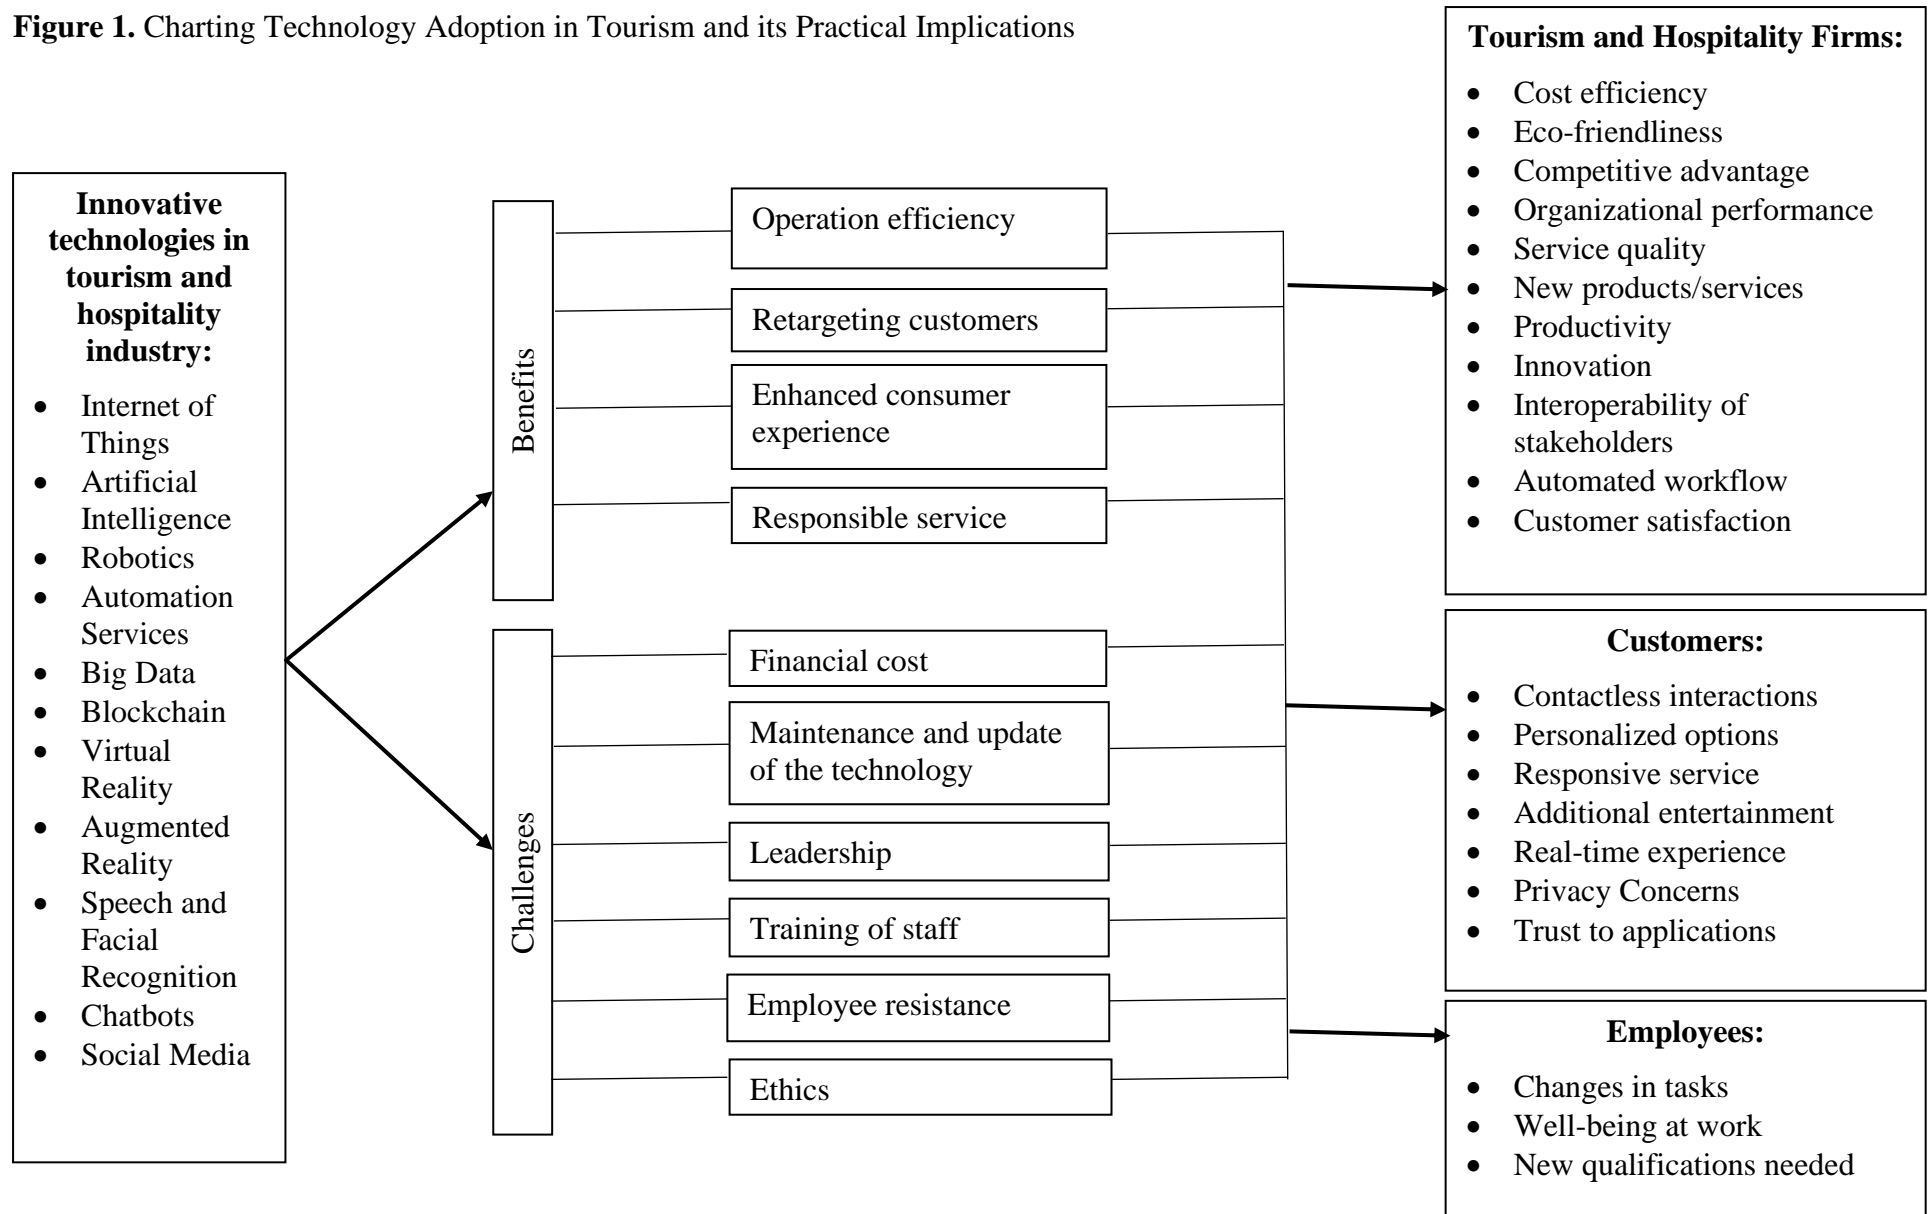 Figure 1. Charting Technology Adoption in Tourism and its Practical Implications
Innovative
technologies in
tourism and
hospitality
industry:
• Internet of
Things
• Artificial
Intelligence
• Robotics
• Automation
Services
• Big Data
• Blockchain
• Virtual
Reality
• Augmented
Reality
• Speech and
Facial
Recognition
• Chatbots
• Social Media
Benefits
Operation efficiency
Retargeting customers
Enhanced consumer
experience
Responsible service
Challenges
Financial cost
Maintenance and update
of the technology
Leadership
Training of staff
Employee resistance
Ethics
Tourism and Hospitality Firms:
• Cost efficiency
• Eco-friendliness
• Competitive advantage
• Organizational performance
• Service quality
• New products/services
• Productivity
• Innovation
• Interoperability of
stakeholders
• Automated workflow
• Customer satisfaction
Customers:
• Contactless interactions
• Personalized options
• Responsive service
• Additional entertainment
• Real-time experience
• Privacy Concerns
• Trust to applications
Employees:
• Changes in tasks
• Well-being at work
• New qualifications needed